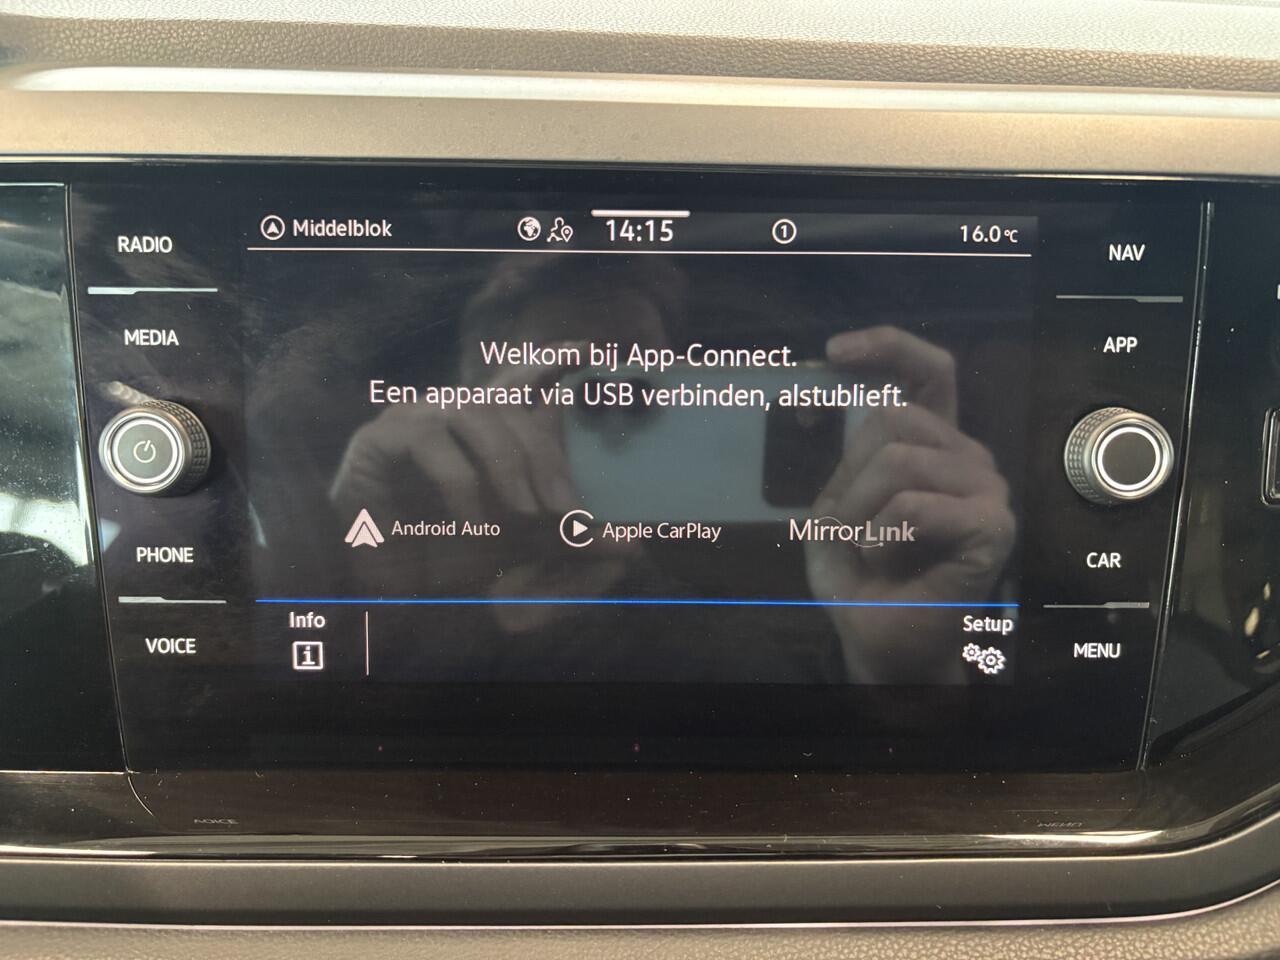 RADIO
MEDIA
PHONE
VOICE
Middelblok
14:15
1
16.0°C
Welkom bij App-Connect.
Een apparaat via USB verbinden, alstublieft.
Android Auto
Apple CarPlay
MirrorLink
Info
i
Setup
NAV
APP
CAR
MENU